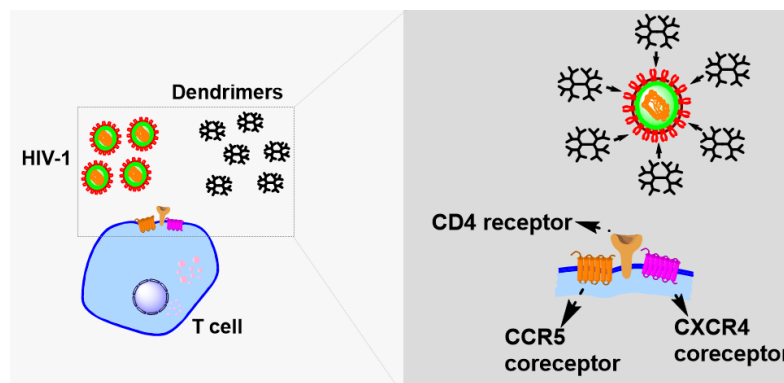 Dendrimers
HIV-1
T cell
CD4 receptor
CCR5
coreceptor
CXCR4
coreceptor